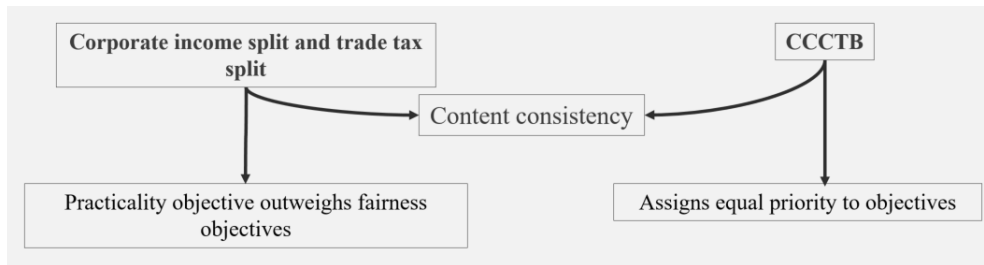 Corporate income split and trade tax
split
CCCTB
Content consistency
Practicality objective outweighs fairness
objectives
Assigns equal priority to objectives